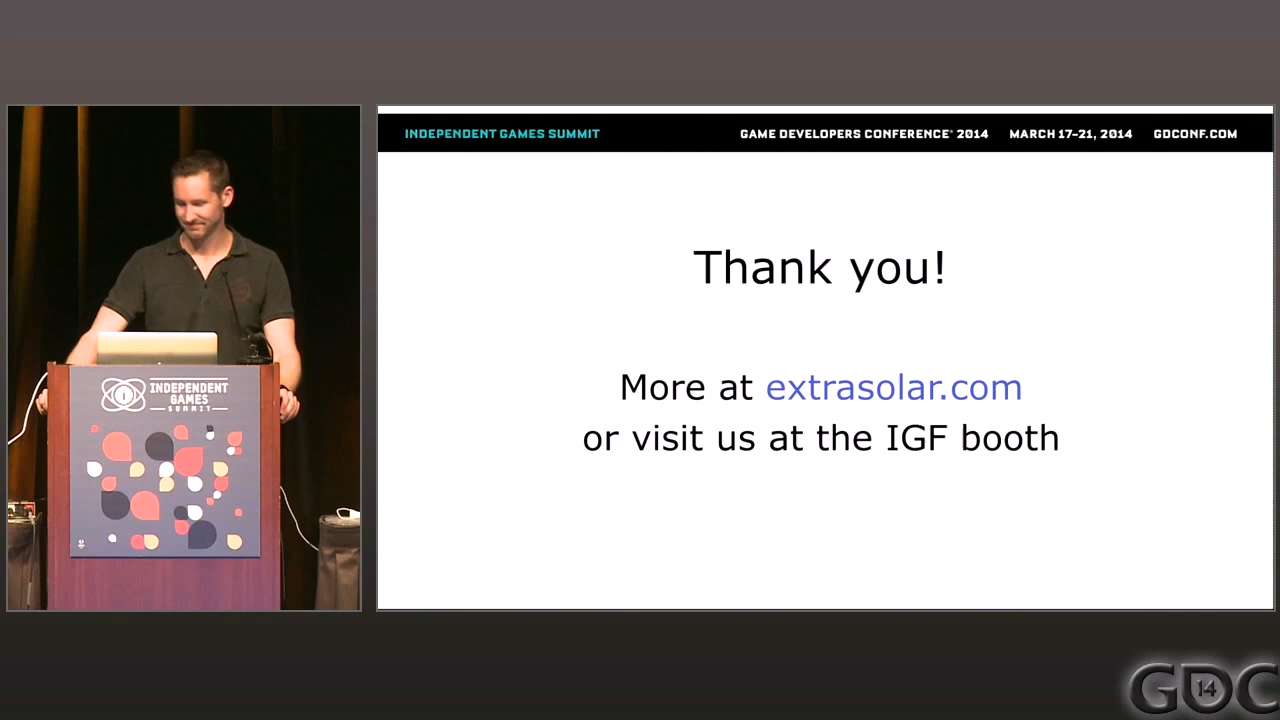 INDEPENDENT GAMES SUMMIT
GAME DEVELOPERS CONFERENCE® 2014 MARCH 17–21, 2014 GDCONF.COM
Thank you!
More at extrasolar.com
or visit us at the IGF booth
INDEPENDENT
GAMES
SUMMIT
GDC
14